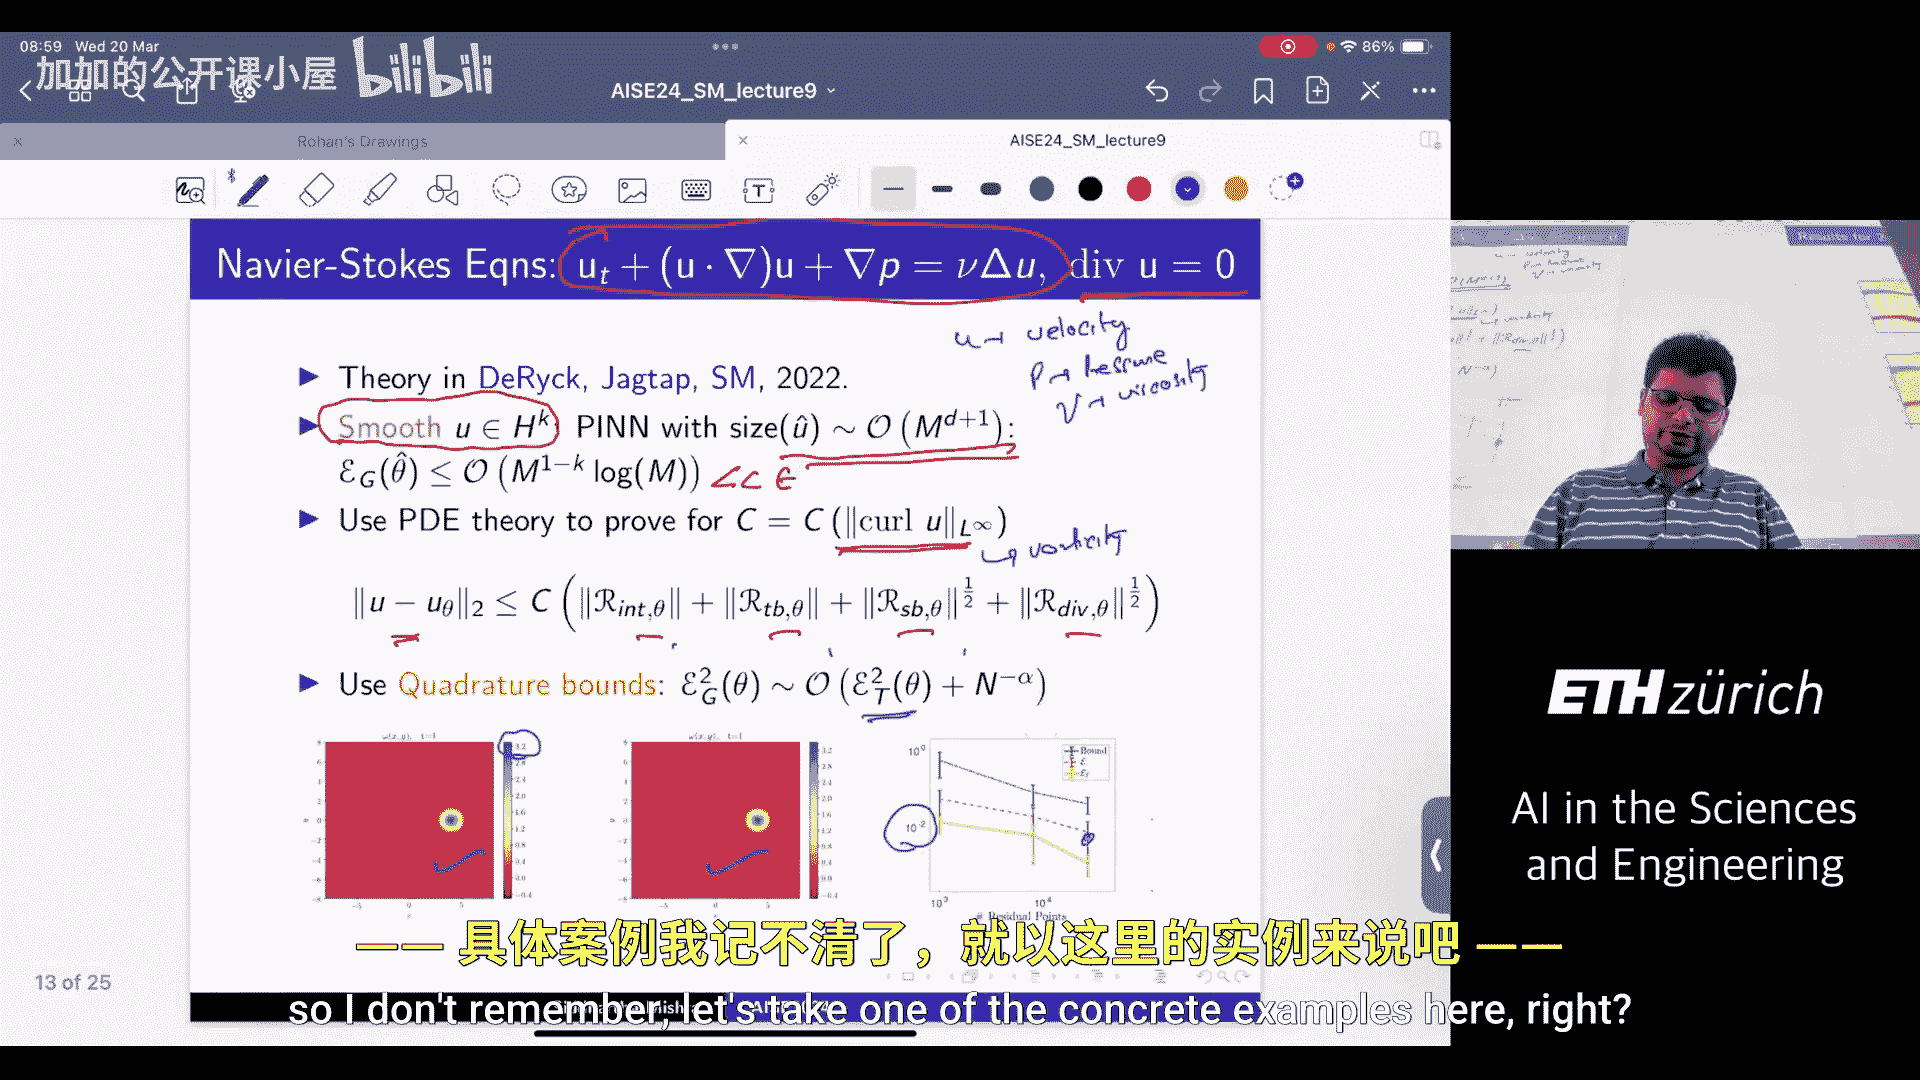 08:59 Wed 20 Mar
86%
加加的公开课小屋 bilibili
AISE24_SM_lecture9
Rohan's Drawings
AISE24_SM_lecture9
Navier-Stokes Eqns: u_t + (u · ∇)u + ∇p = νΔu, div u = 0
u → velocity
p → pressure
ν → viscosity
▶ Theory in DeRyck, Jagtap, SM, 2022.
▶ Smooth u ∈ H^k PINN with size(û) ∼ O(M^{d+1}):
ℰ_G(θ̂) ≤ O(M^{1−k} log(M)) << ε
▶ Use PDE theory to prove for C = C(‖curl u‖_{L^∞})
↳ vorticity
‖u − u_θ‖_2 ≤ C(‖ℛ_{int,θ}‖ + ‖ℛ_{tb,θ}‖ + ‖ℛ_{sb,θ}‖^{1/2} + ‖ℛ_{div,θ}‖^{1/2})
▶ Use Quadrature bounds: ℰ_G^2(θ) ∼ O(ℰ_T^2(θ) + N^{−α})
10^0
10^{-2}
Bound
10^3 10^4
# Residual Points
13 of 25
—— 具体案例我记不清了，就以这里的实例来说吧 ——
so I don't remember, let's take one of the concrete examples here, right?
ETH zürich
AI in the Sciences
and Engineering